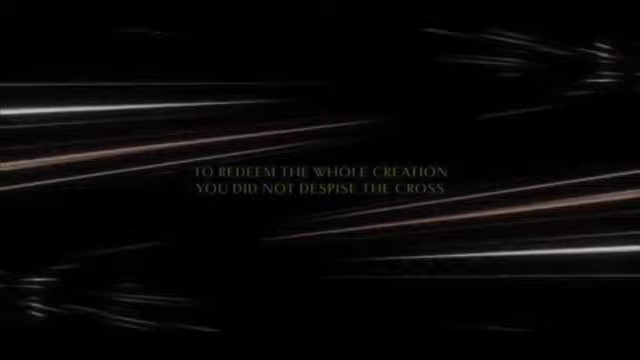 TO REDEEM THE WHOLE CREATION
YOU DID NOT DESPISE THE CROSS